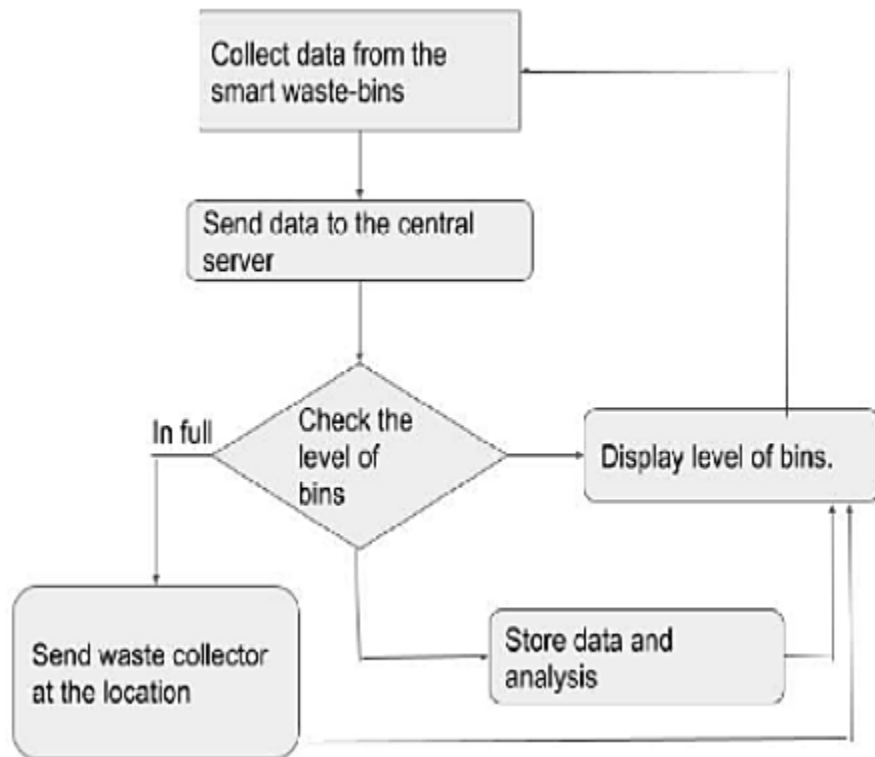 Collect data from the
smart waste-bins
Send data to the central
server
In full
Check the
level of
bins
Display level of bins.
Send waste collector
at the location
Store data and
analysis